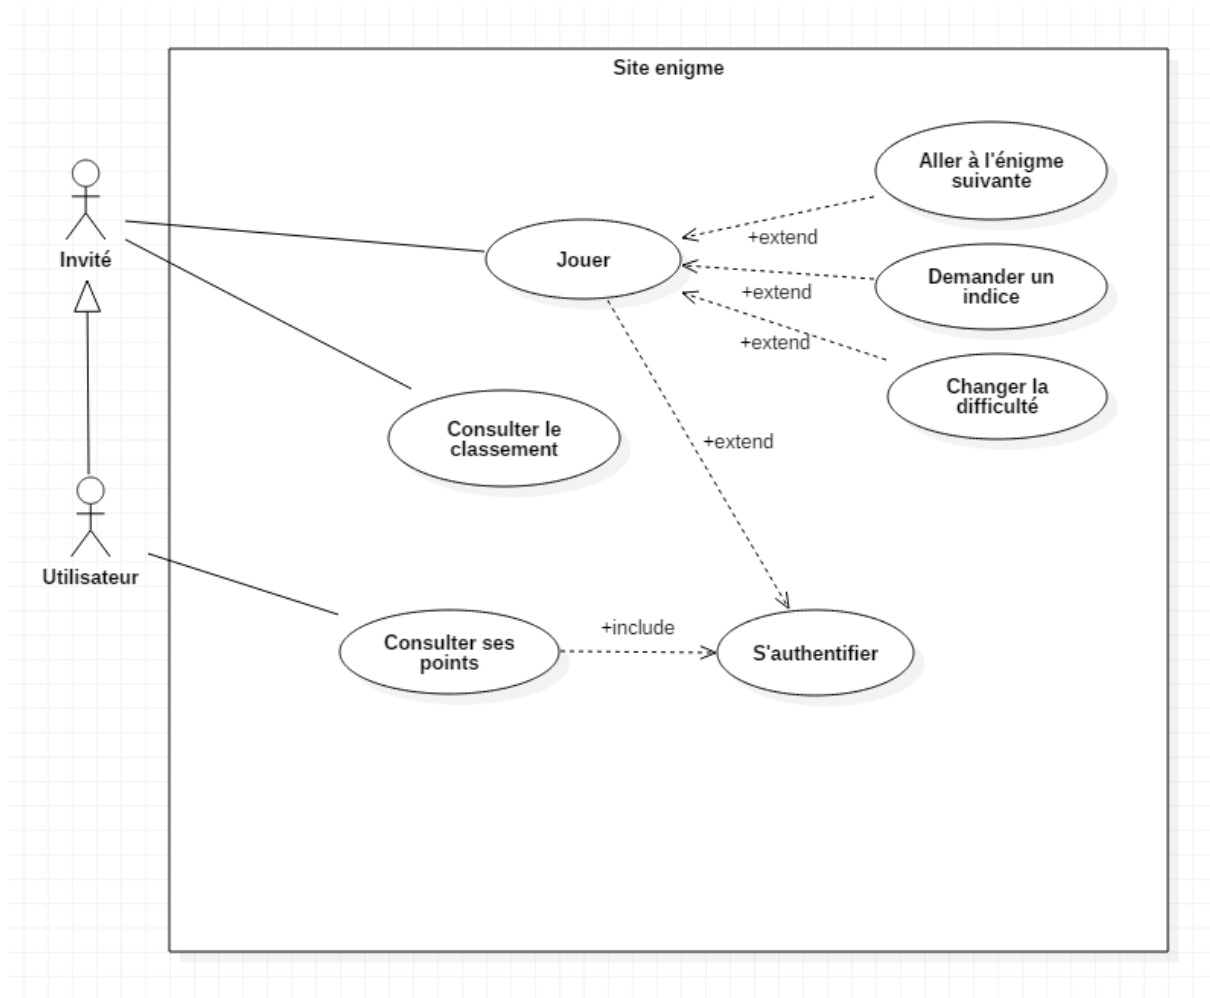 Site enigme
Aller à l'énigme
suivante
+extend
Invité
Jouer
Demander un
indice
+extend
+extend
Changer la
difficulté
Consulter le
classement
+extend
Utilisateur
Consulter ses
points
+include
S'authentifier